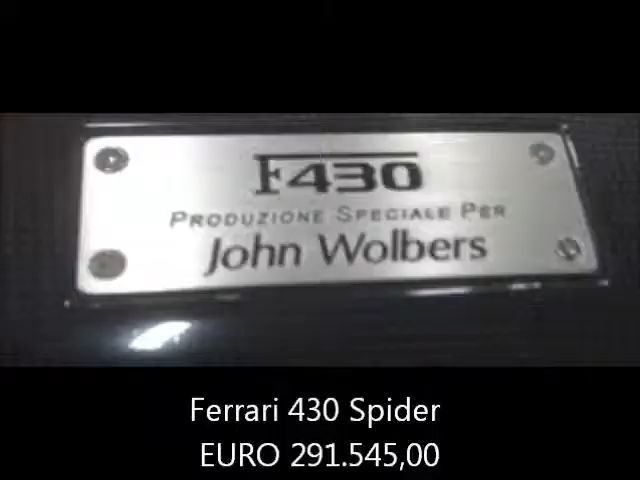 F430
PRODUZIONE SPECIALE PER
John Wolbers
Ferrari 430 Spider
EURO 291.545,00